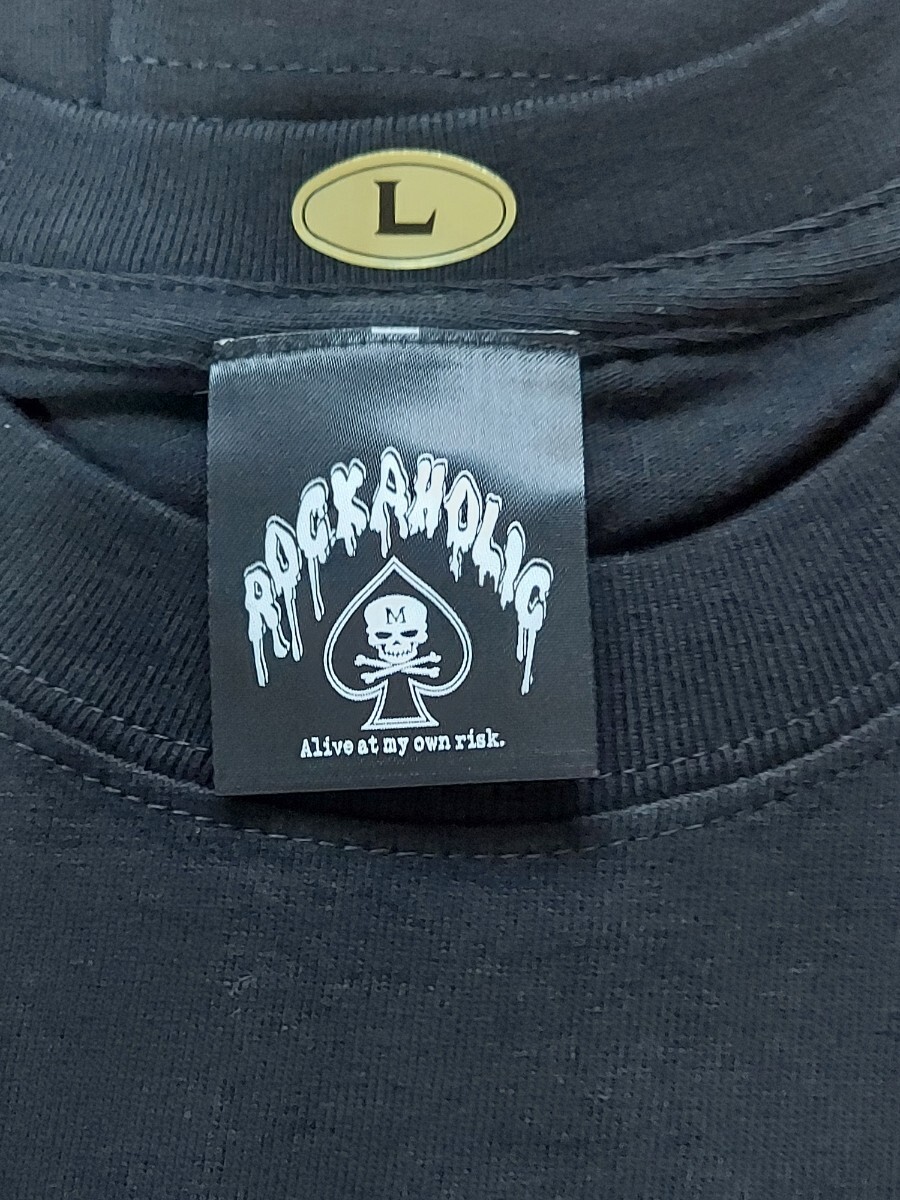 L
ROCKAHOLIC
M
Alive at my own risk.